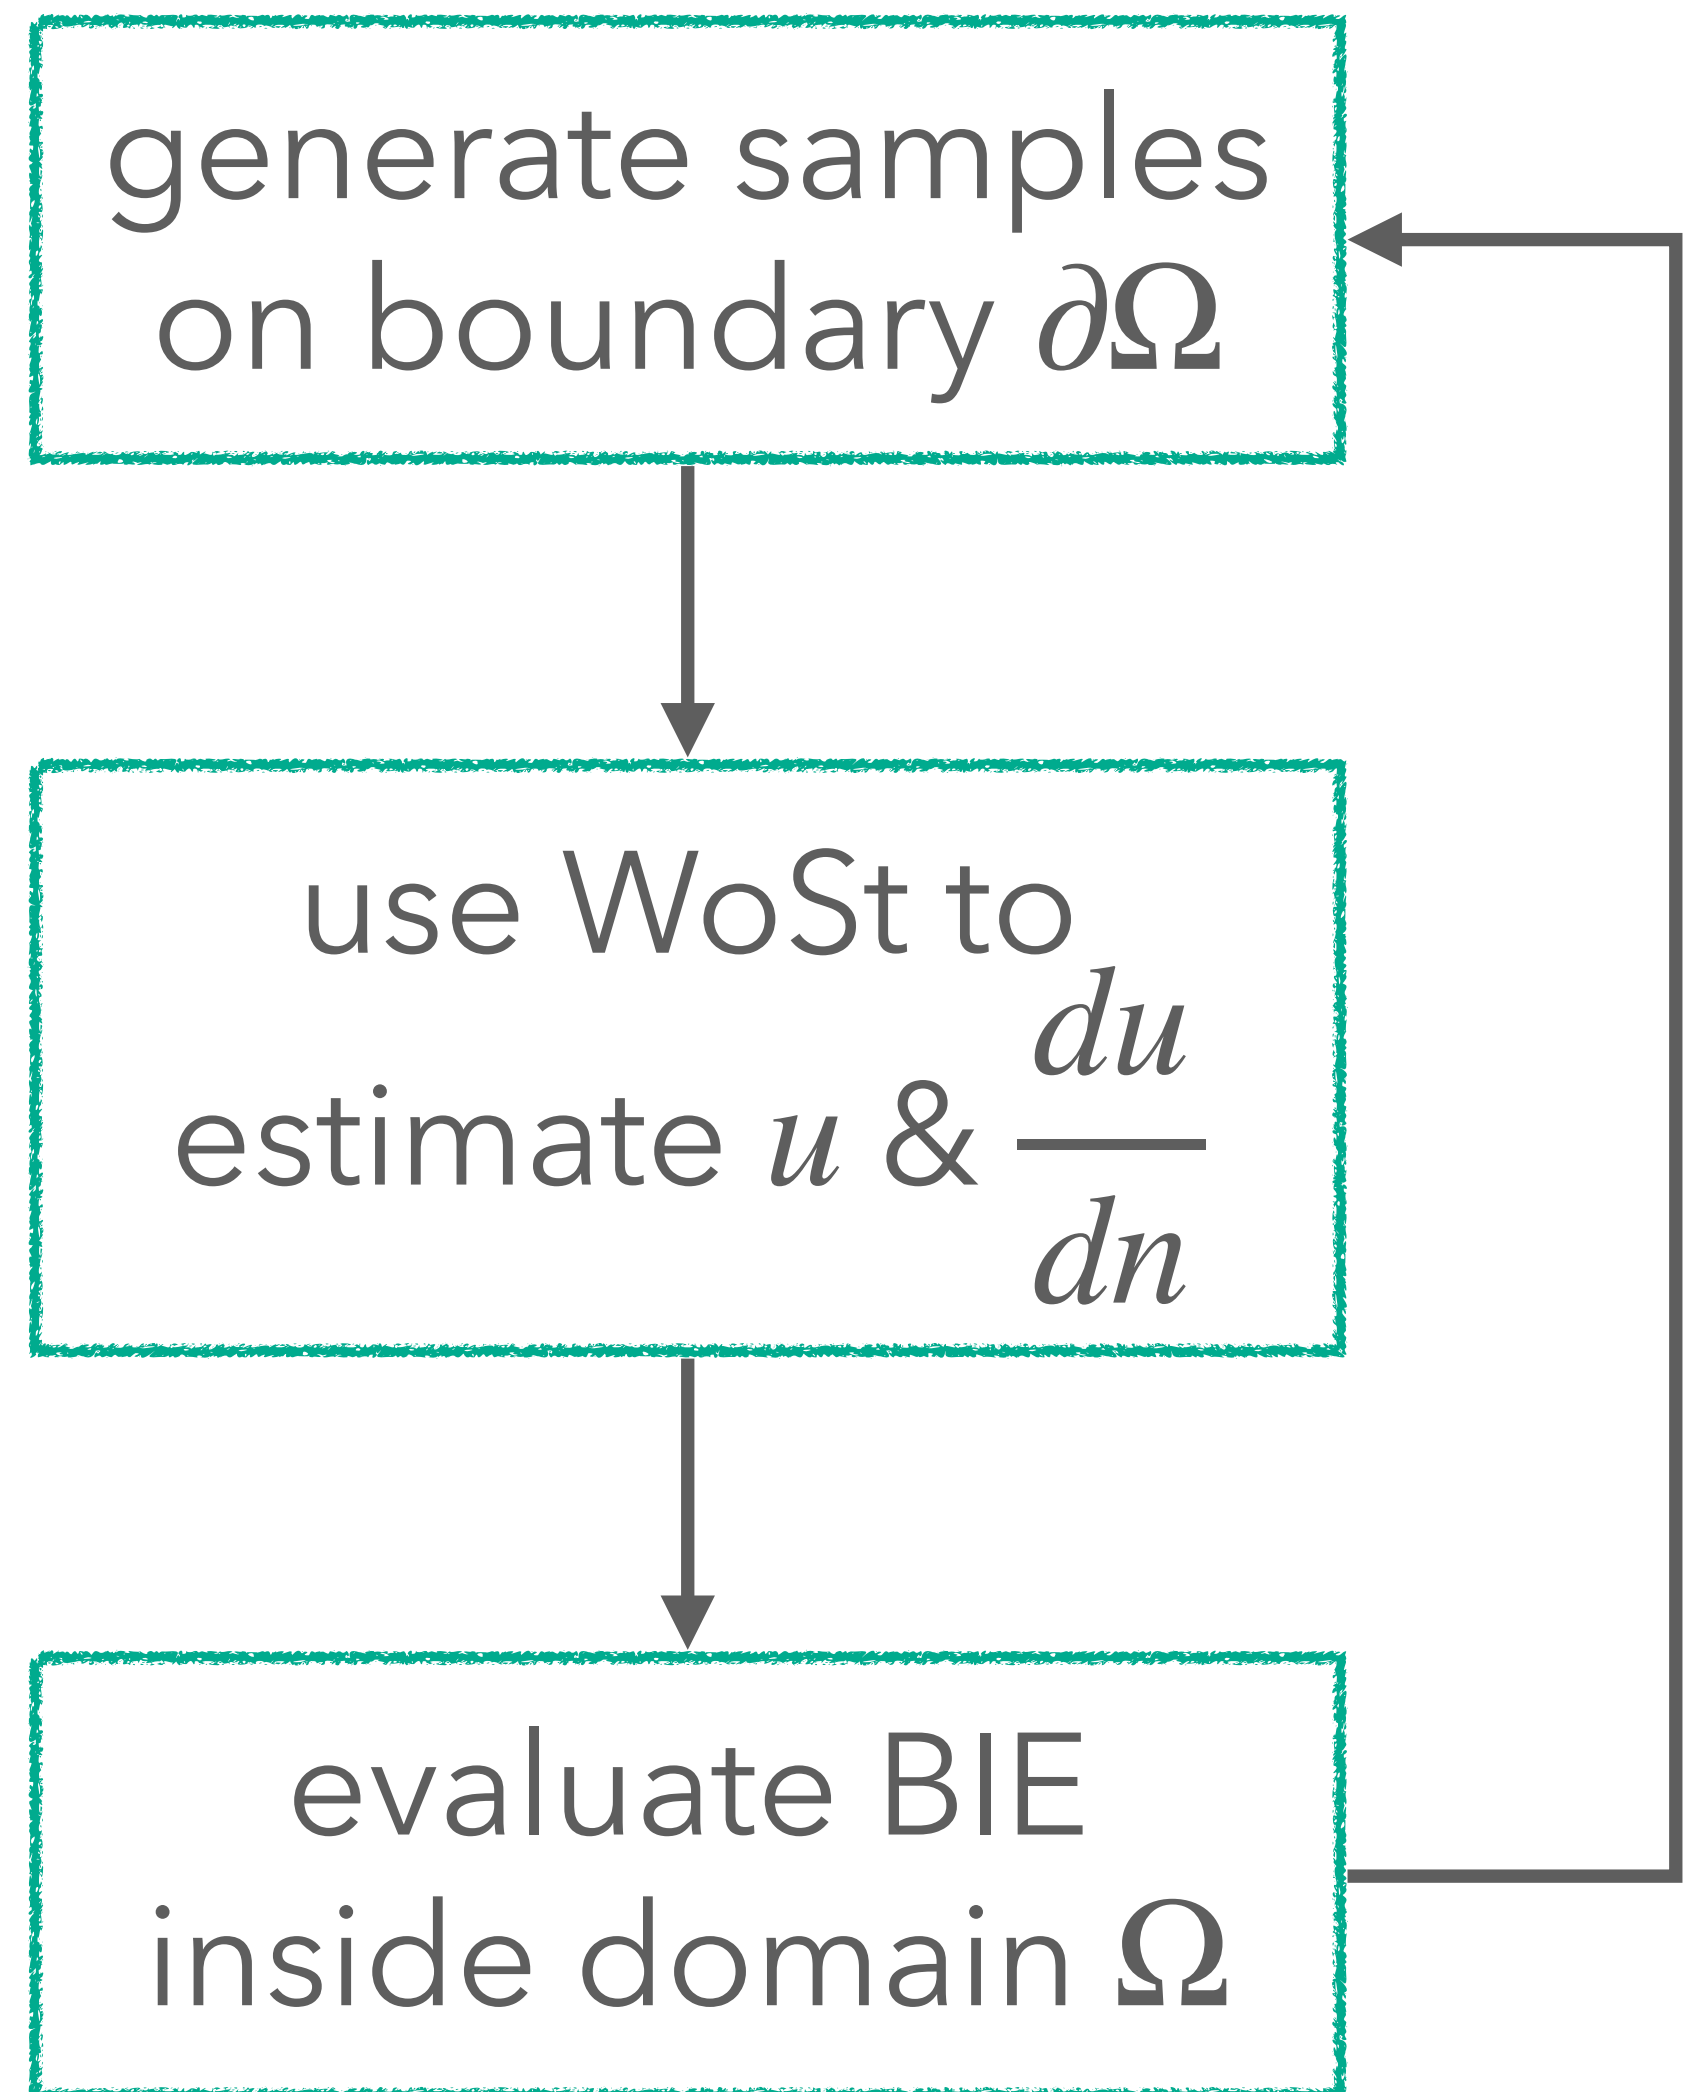 generate samples
on boundary ∂Ω
use WoSt to
estimate u & du/dn
evaluate BIE
inside domain Ω